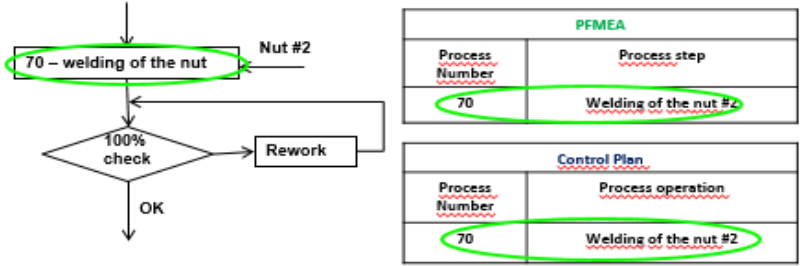 70 – welding of the nut
Nut #2
100%
check
Rework
OK
PFMEA
Process
Number
Process step
70
Welding of the nut #2
Control Plan
Process
Number
Process operation
70
Welding of the nut #2